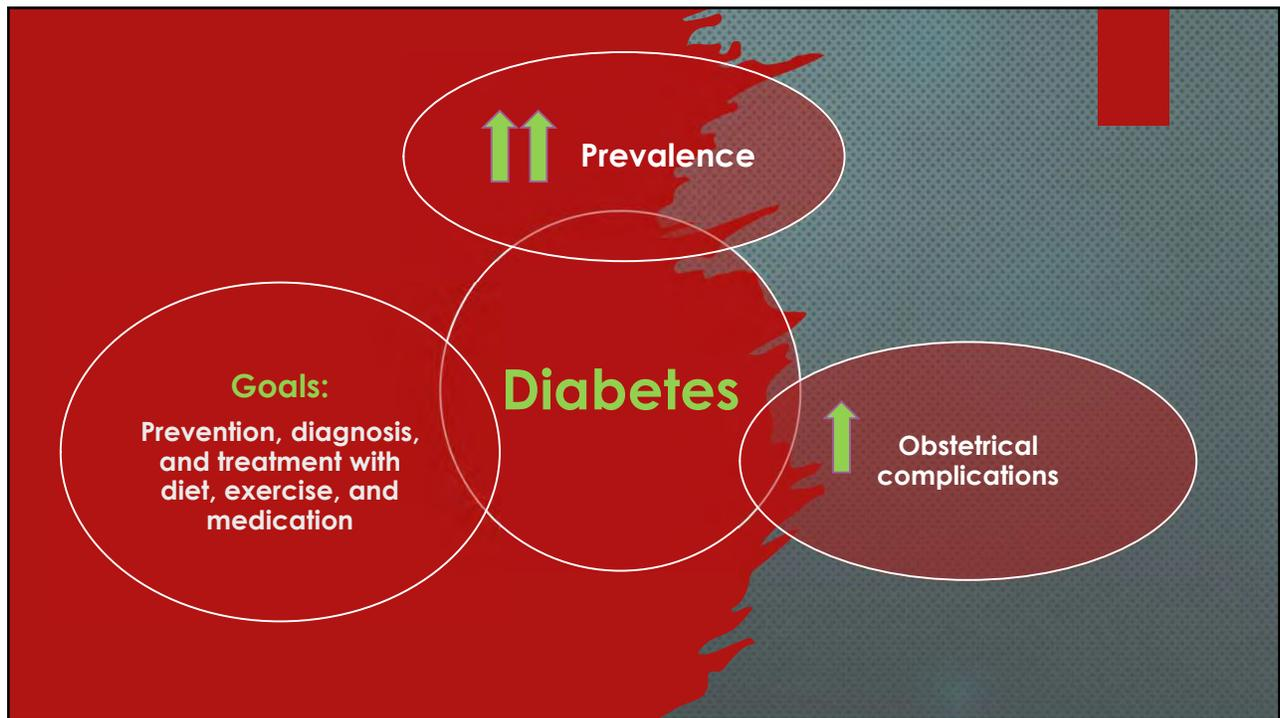 Prevalence
Diabetes
Goals:
Prevention, diagnosis,
and treatment with
diet, exercise, and
medication
Obstetrical
complications